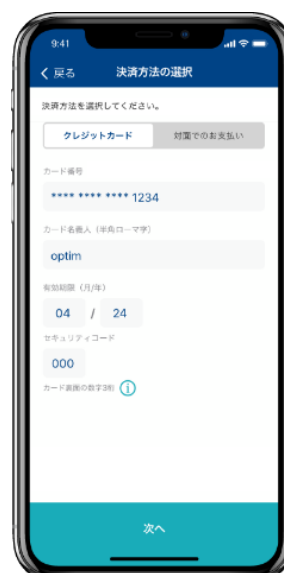 9:41
戻る 決済方法の選択
決済方法を選択してください。
クレジットカード 対面でのお支払い
カード番号
**** **** **** 1234
カード名義人（半角ローマ字）
optim
有効期限（月/年）
04 / 24
セキュリティコード
000
カード裏面の数字3桁 i
次へ